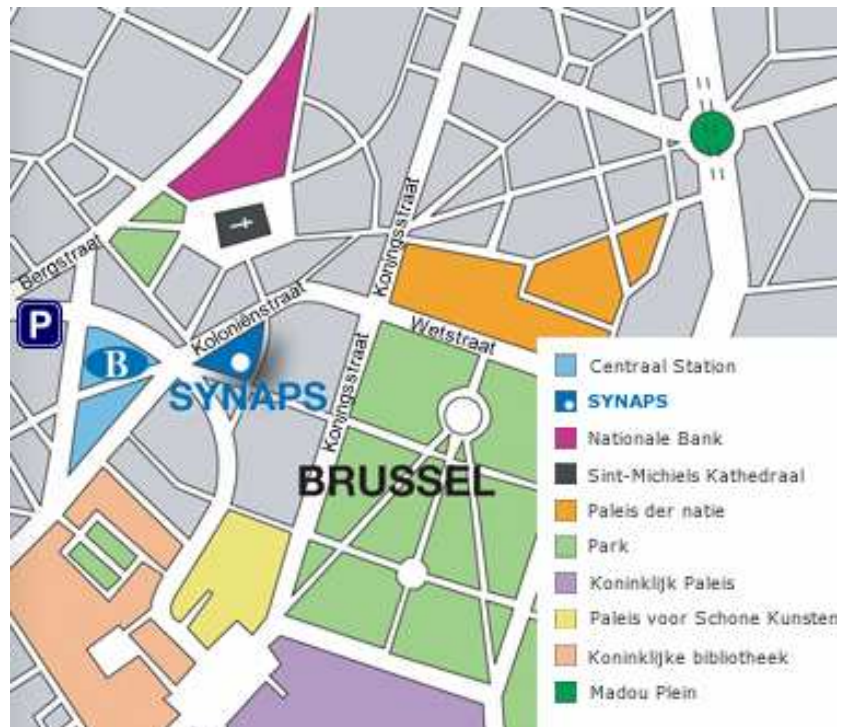 Bergstraat
Koningsstraat
Koloniënstraat
P
B
SYNAPS
Wetstraat
Koningsstraat
BRUSSEL
Centraal Station
SYNAPS
Nationale Bank
Sint-Michiels Kathedraal
Paleis der natie
Park
Koninklijk Paleis
Paleis voor Schone Kunsten
Koninklijke bibliotheek
Madou Plein